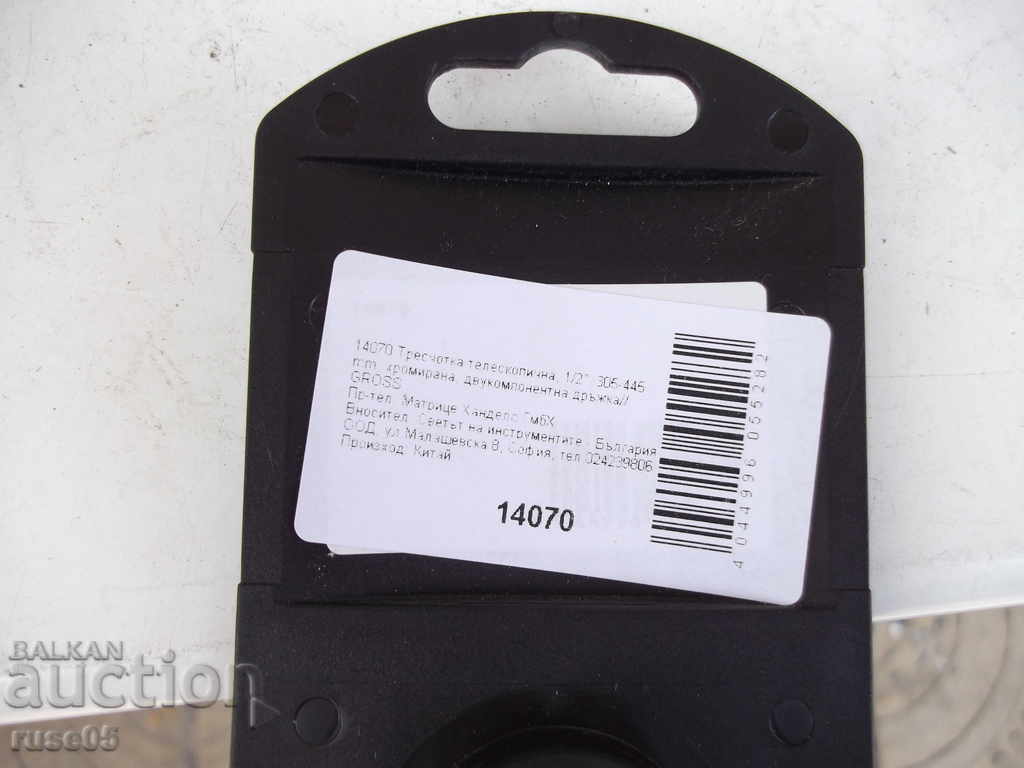 14070 Тресчотка телескопична, 1/2", 305-445
mm, хромирана, двукомпонентна дръжка//
GROSS
Пр-тел: Матрице Ханделс ГмбХ
Вносител: Светът на инструментите - България
ООД, ул.Малашевска 8, София, тел.024239806
Произход: Китай
14070
4 044996 055282
BALKAN
auction
ruse05